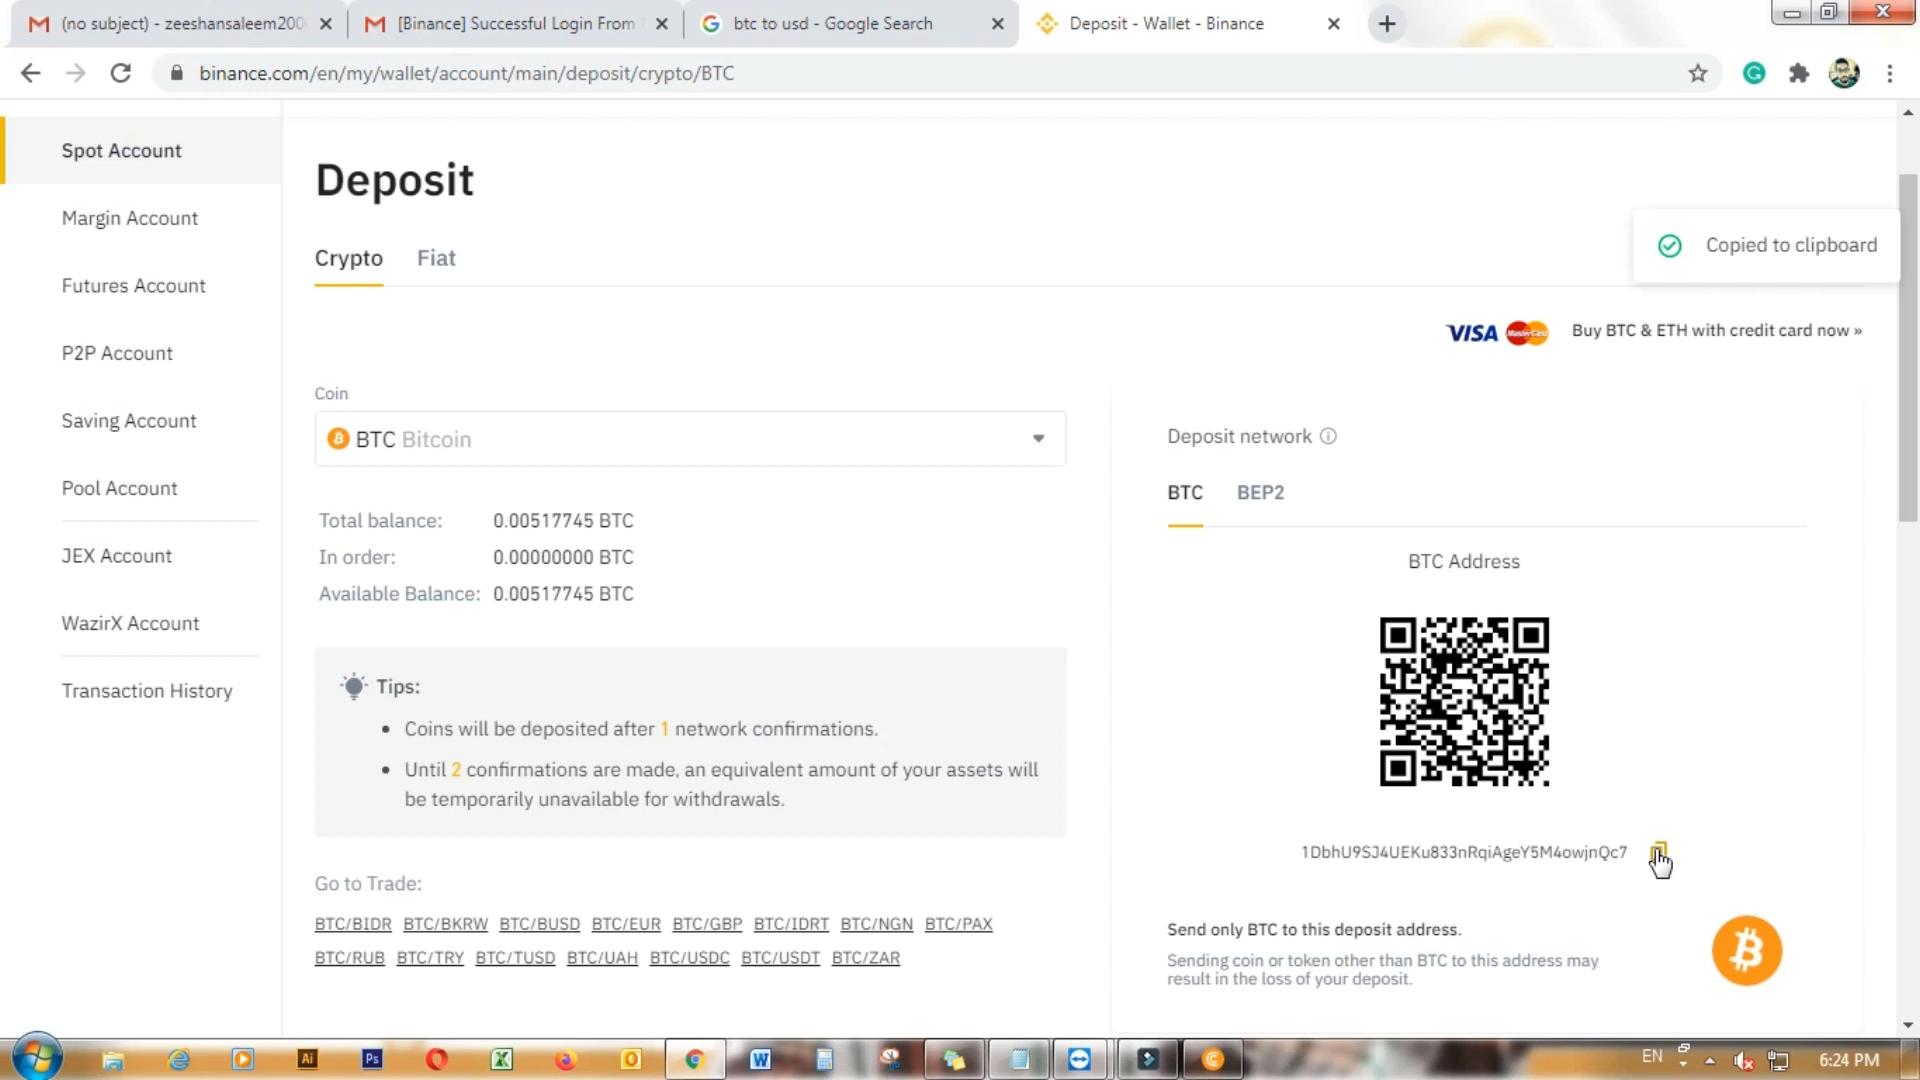 (no subject) - zeeshansaleem200
[Binance] Successful Login From
btc to usd - Google Search
Deposit - Wallet - Binance
binance.com/en/my/wallet/account/main/deposit/crypto/BTC
Spot Account
Margin Account
Futures Account
P2P Account
Saving Account
Pool Account
JEX Account
WazirX Account
Transaction History
Deposit
Crypto Fiat
Copied to clipboard
VISA MasterCard Buy BTC & ETH with credit card now »
Coin
BTC Bitcoin
Total balance: 0.00517745 BTC
In order: 0.00000000 BTC
Available Balance: 0.00517745 BTC
Tips:
• Coins will be deposited after 1 network confirmations.
• Until 2 confirmations are made, an equivalent amount of your assets will
be temporarily unavailable for withdrawals.
Go to Trade:
BTC/BIDR BTC/BKRW BTC/BUSD BTC/EUR BTC/GBP BTC/IDRT BTC/NGN BTC/PAX
BTC/RUB BTC/TRY BTC/TUSD BTC/UAH BTC/USDC BTC/USDT BTC/ZAR
Deposit network
BTC BEP2
BTC Address
1DbhU9SJ4UEKu833nRqiAgeY5M4owjnQc7
Send only BTC to this deposit address.
Sending coin or token other than BTC to this address may
result in the loss of your deposit.
Ai Ps
EN
6:24 PM